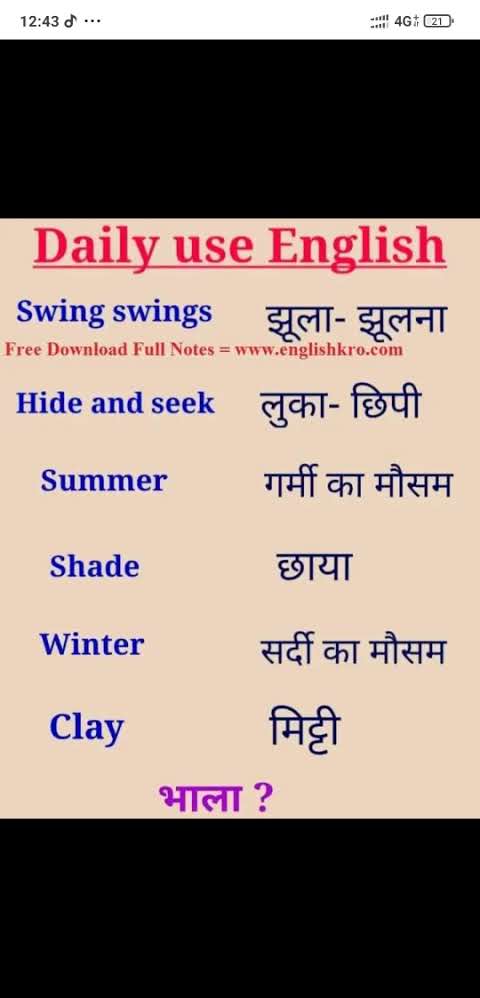 12:43 ...
4G 21
Daily use English
Swing swings झूला- झूलना
Free Download Full Notes = www.englishkro.com
Hide and seek लुका- छिपी
Summer गर्मी का मौसम
Shade छाया
Winter सर्दी का मौसम
Clay मिट्टी
भाला ?